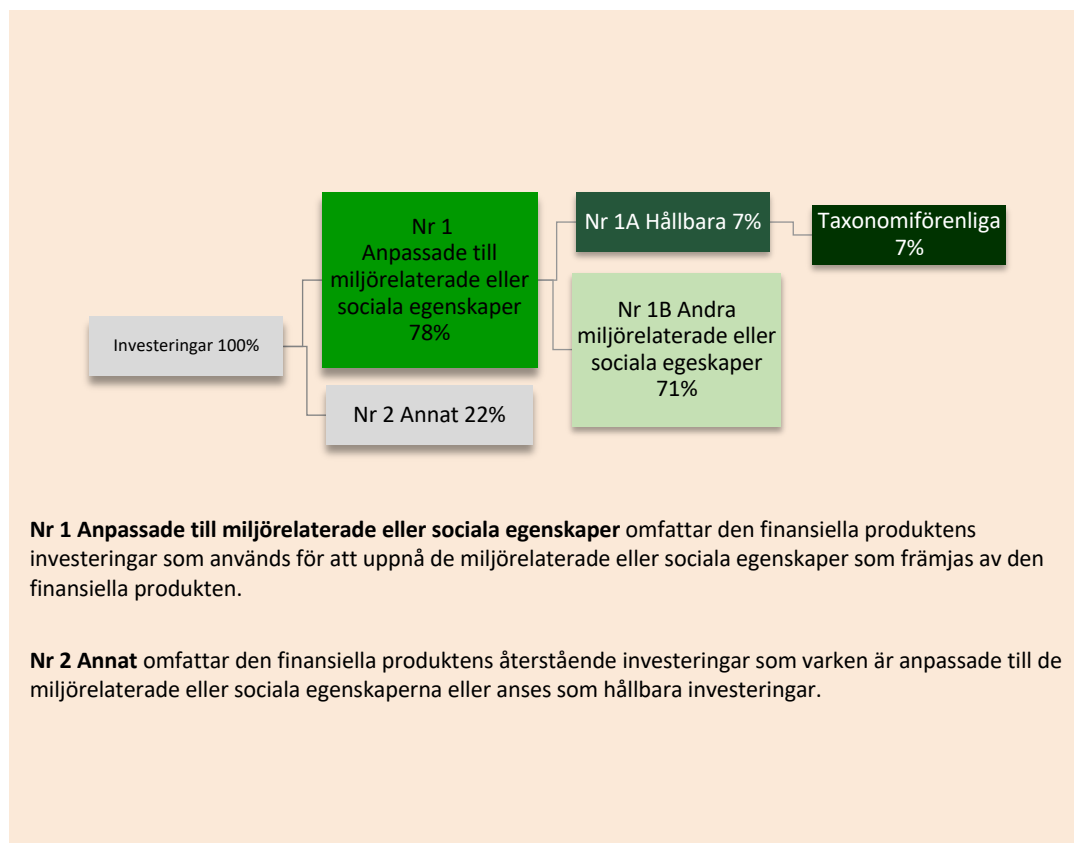 Investeringar 100%
Nr 1
Anpassade till
miljörelaterade eller
sociala egenskaper
78%
Nr 2 Annat 22%
Nr 1A Hållbara 7%
Nr 1B Andra
miljörelaterade eller
sociala egeskaper
71%
Taxonomiförenliga
7%
Nr 1 Anpassade till miljörelaterade eller sociala egenskaper omfattar den finansiella produktens
investeringar som används för att uppnå de miljörelaterade eller sociala egenskaper som främjas av den
finansiella produkten.
Nr 2 Annat omfattar den finansiella produktens återstående investeringar som varken är anpassade till de
miljörelaterade eller sociala egenskaperna eller anses som hållbara investeringar.